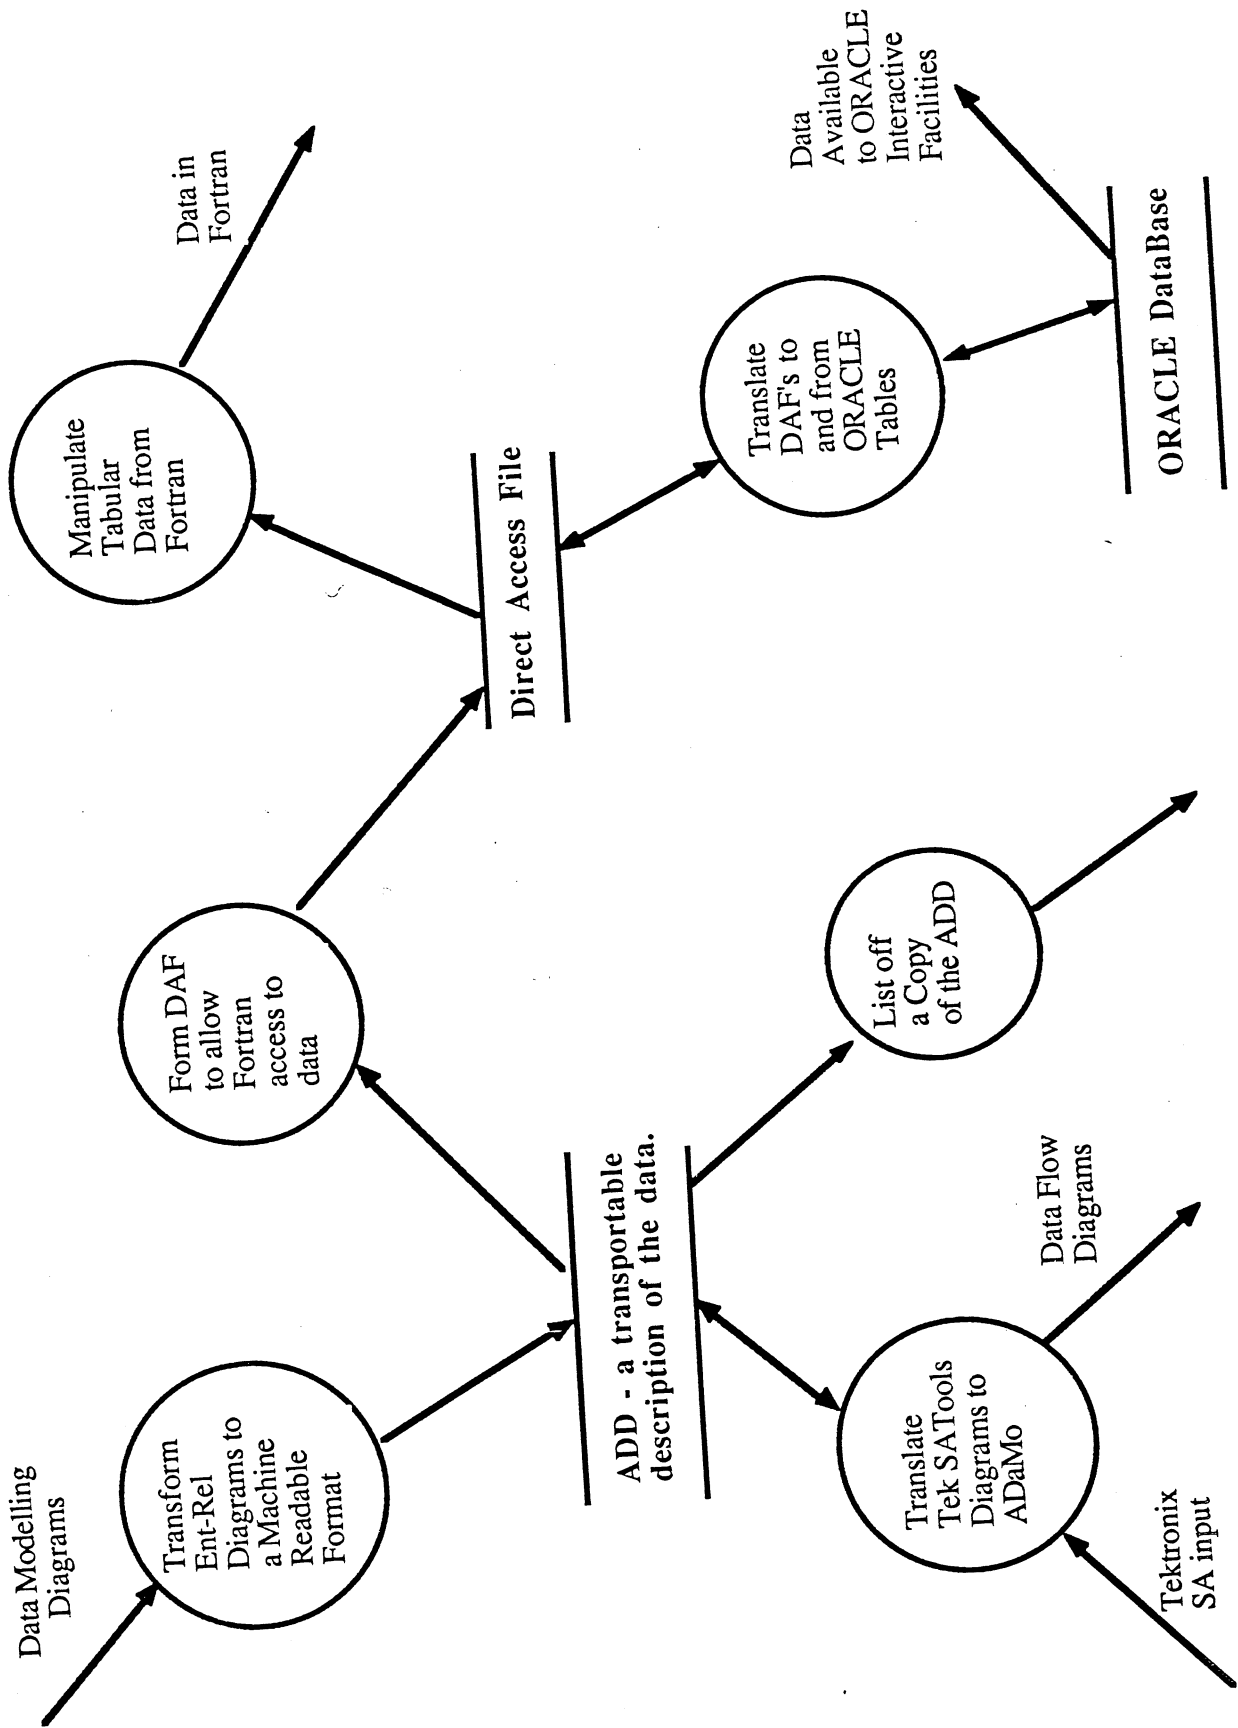 Data Modelling
Diagrams
Transform
Ent-Rel
Diagrams to
a Machine
Readable
Format
Form DAF
to allow
Fortran
access to
data
Manipulate
Tabular
Data from
Fortran
Data in
Fortran
ADD - a transportable
description of the data.
Direct Access File
Translate
Tek SATools
Diagrams to
ADaMo
Tektronix
SA input
Data Flow
Diagrams
List off
a Copy
of the ADD
Translate
DAF's to
and from
ORACLE
Tables
Data
Available
to ORACLE
Interactive
Facilities
ORACLE DataBase